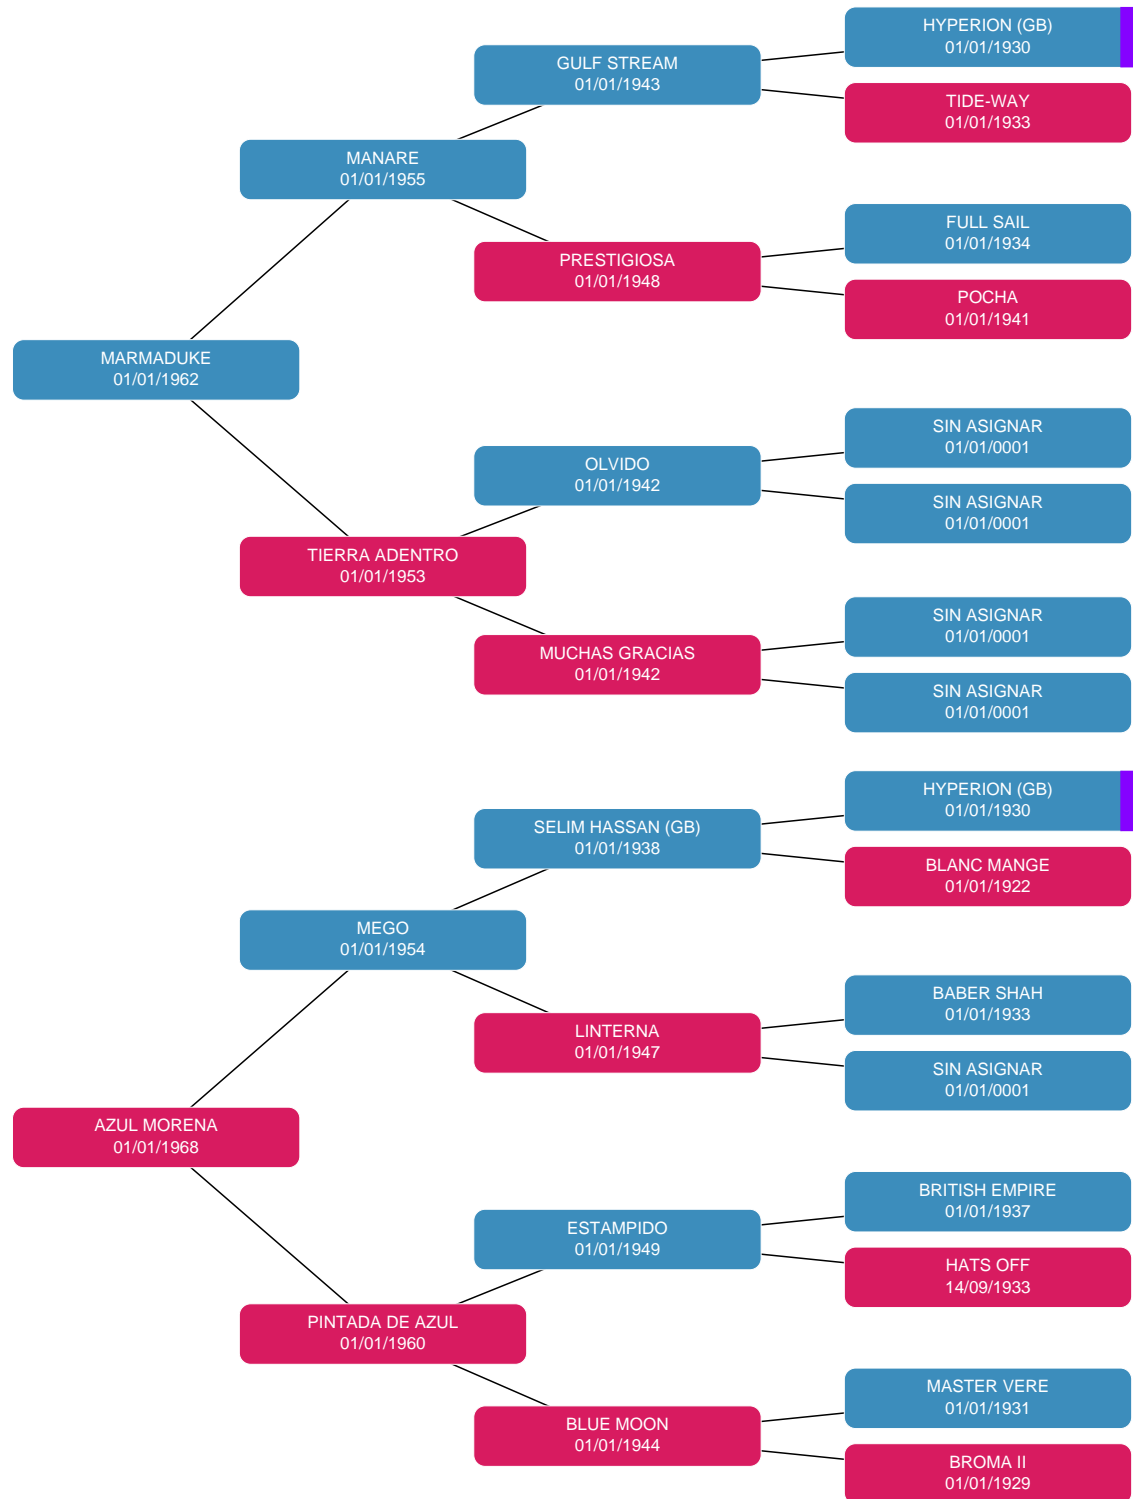 HYPERION (GB)
01/01/1930
GULF STREAM
01/01/1943
TIDE-WAY
01/01/1933
MANARE
01/01/1955
FULL SAIL
01/01/1934
PRESTIGIOSA
01/01/1948
POCHA
01/01/1941
MARMADUKE
01/01/1962
SIN ASIGNAR
01/01/0001
OLVIDO
01/01/1942
SIN ASIGNAR
01/01/0001
TIERRA ADENTRO
01/01/1953
SIN ASIGNAR
01/01/0001
MUCHAS GRACIAS
01/01/1942
SIN ASIGNAR
01/01/0001
HYPERION (GB)
01/01/1930
SELIM HASSAN (GB)
01/01/1938
BLANC MANGE
01/01/1922
MEGO
01/01/1954
BABER SHAH
01/01/1933
LINTERNA
01/01/1947
SIN ASIGNAR
01/01/0001
AZUL MORENA
01/01/1968
BRITISH EMPIRE
01/01/1937
ESTAMPIDO
01/01/1949
HATS OFF
14/09/1933
PINTADA DE AZUL
01/01/1960
MASTER VERE
01/01/1931
BLUE MOON
01/01/1944
BROMA II
01/01/1929